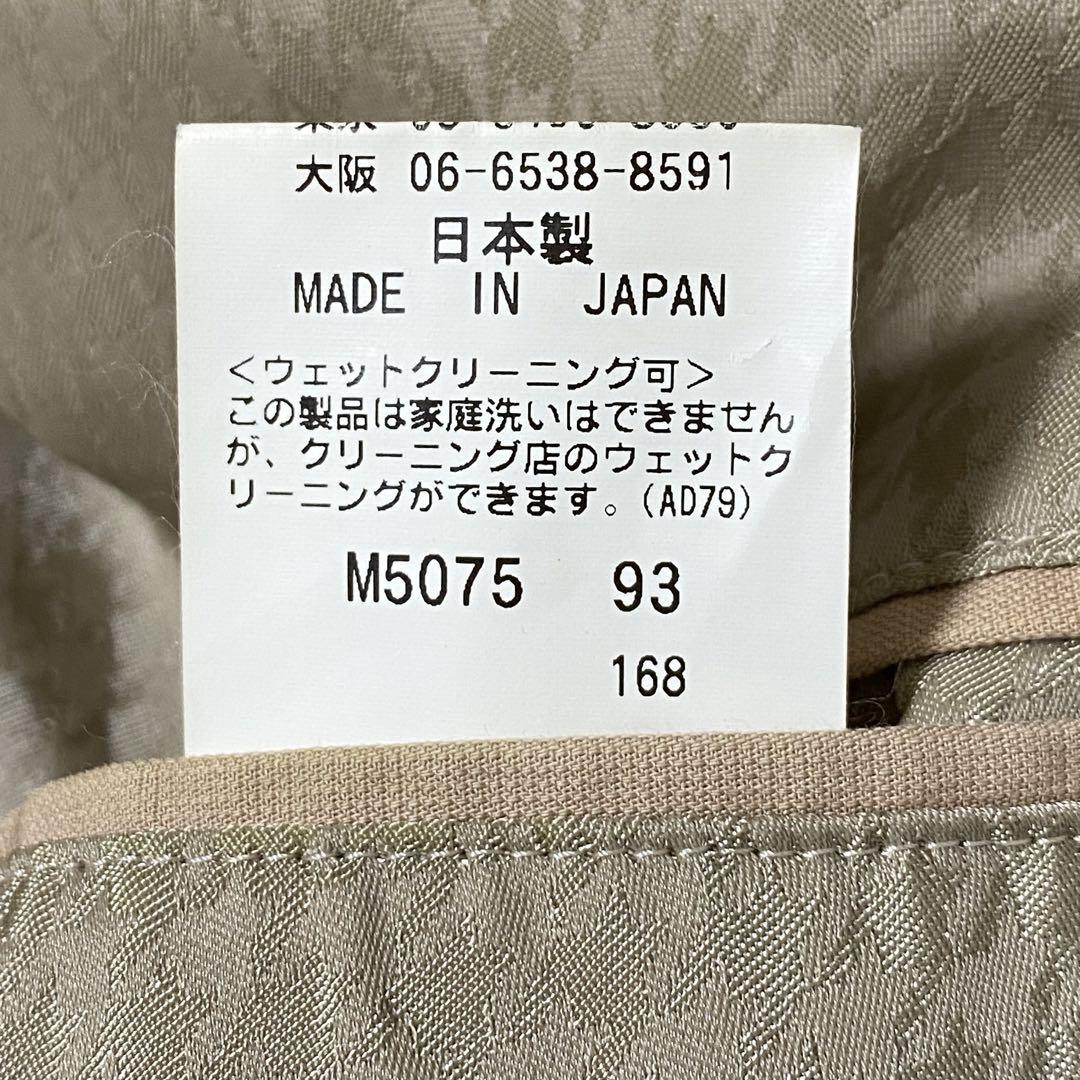 大阪 06-6538-8591
日本製
MADE IN JAPAN
<ウェットクリーニング可>
この製品は家庭洗いはできません
が、クリーニング店のウェットク
リーニングができます。(AD79)
M5075 93
168